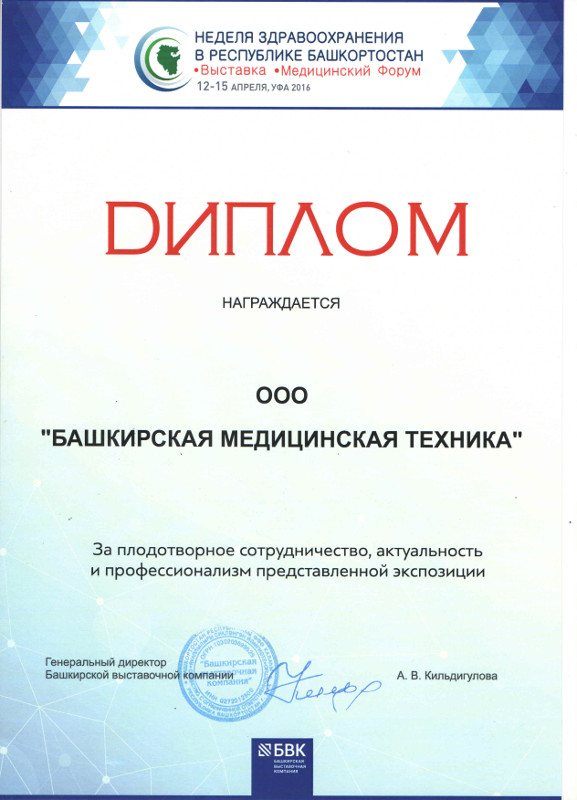 НЕДЕЛЯ ЗДРАВООХРАНЕНИЯ
В РЕСПУБЛИКЕ БАШКОРТОСТАН
•Выставка •Медицинский Форум
12-15 АПРЕЛЯ, УФА 2016
ДИПЛОМ
НАГРАЖДАЕТСЯ
ООО
"БАШКИРСКАЯ МЕДИЦИНСКАЯ ТЕХНИКА"
За плодотворное сотрудничество, актуальность
и профессионализм представленной экспозиции
Генеральный директор
Башкирской выставочной компании
"Башкирская
выставочная
компания"
А. В. Кильдигулова
БВК
БАШКИРСКАЯ
ВЫСТАВОЧНАЯ
КОМПАНИЯ